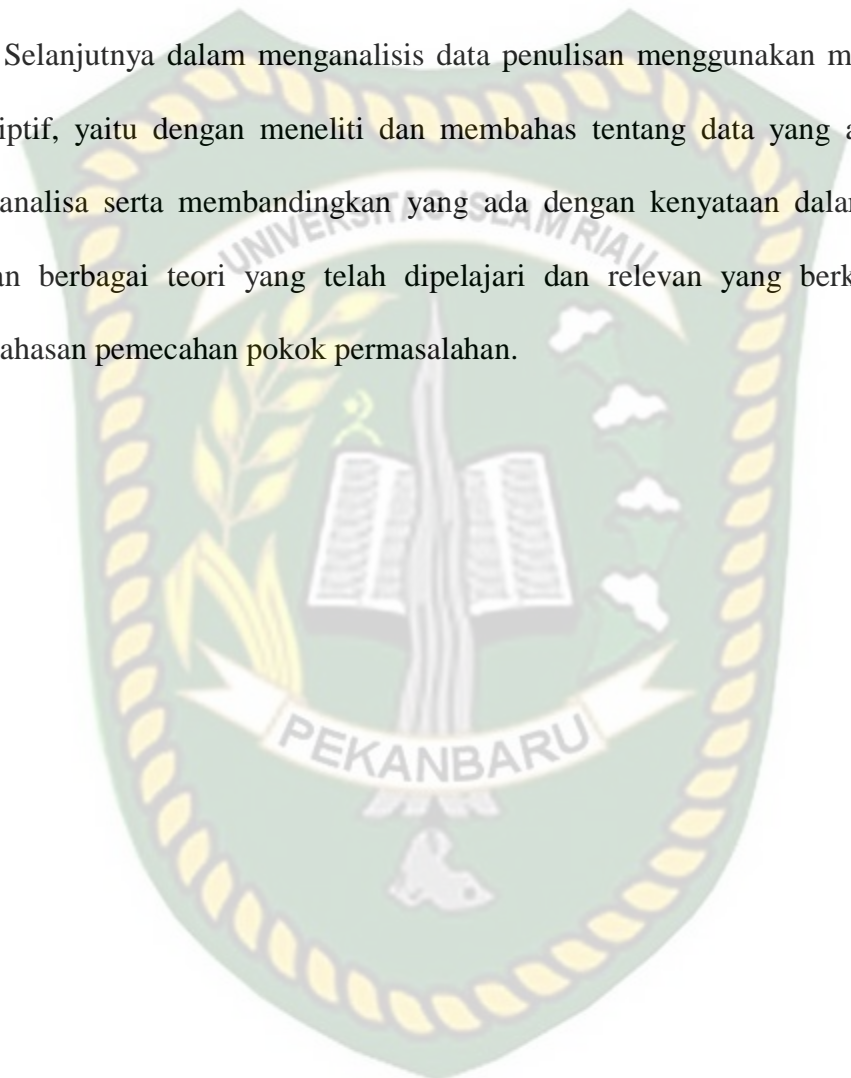 Selanjutnya dalam menganalisis data penulisan menggunakan m
iptif, yaitu dengan meneliti dan membahas tentang data yang a
analisa serta membandingkan yang ada dengan kenyataan dalam
an berbagai teori yang telah dipelajari dan relevan yang berk
ahasan pemecahan pokok permasalahan.
UNIVERSITAS ISLAM RIAU
PEKANBARU